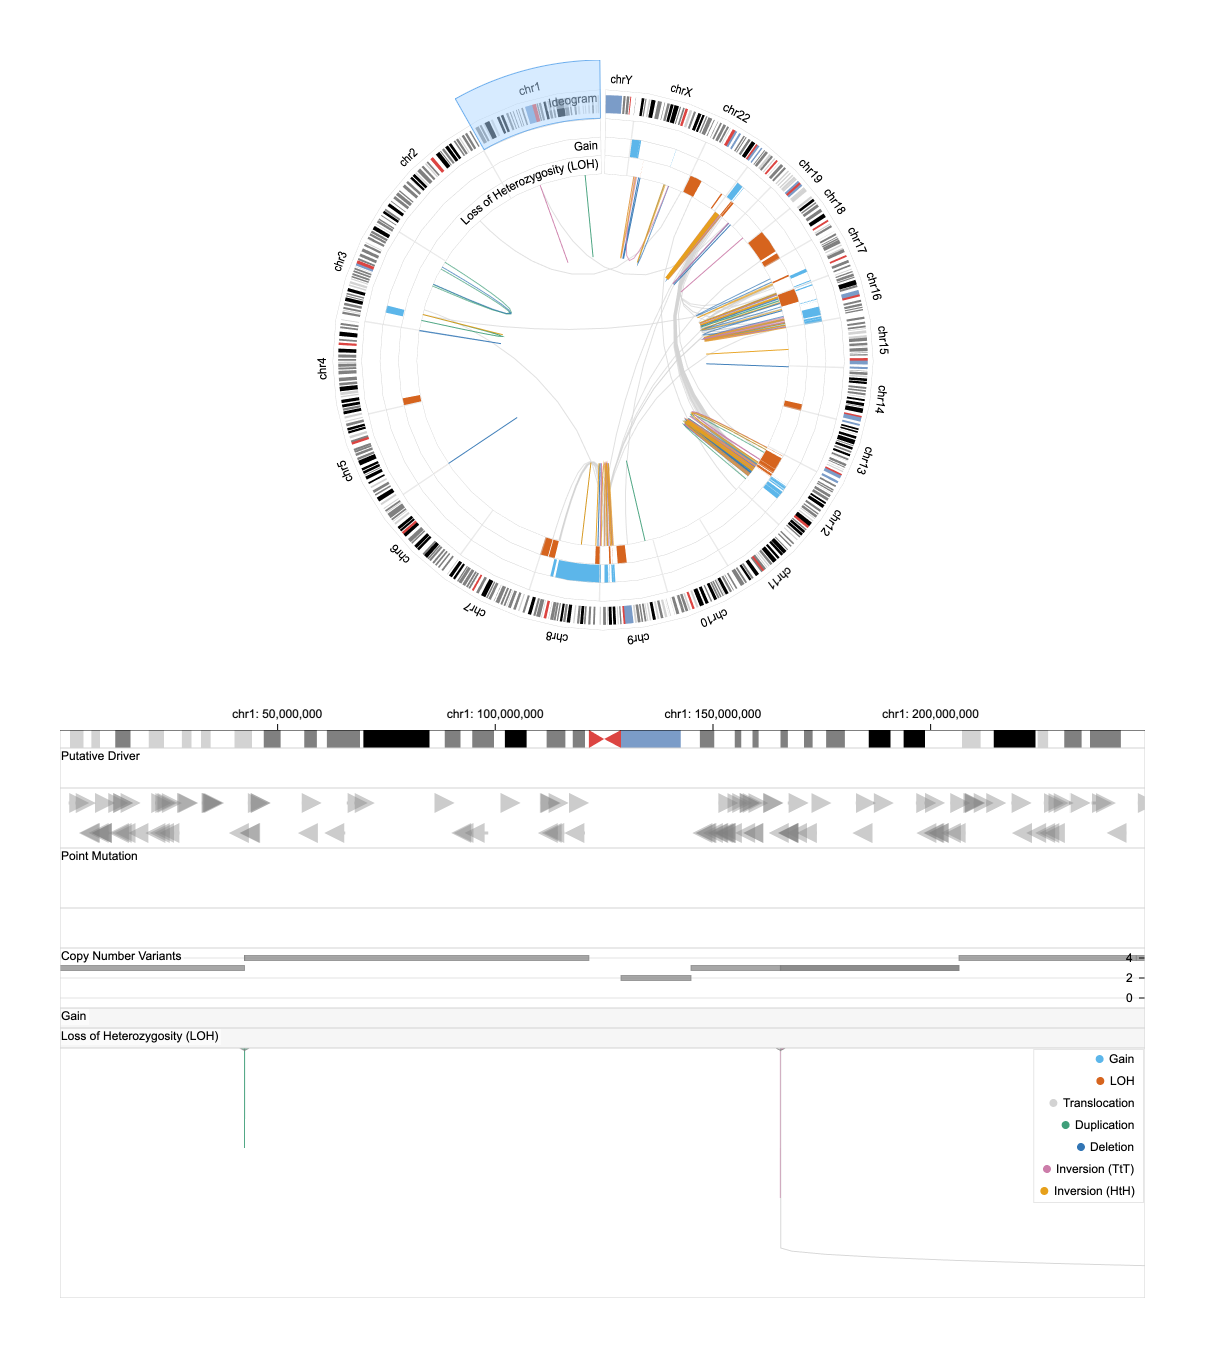 chr1
Ideogram
chrY
chrX
chr22
chr19
chr18
chr17
chr16
chr15
chr14
chr13
chr12
chr11
chr10
chr9
chr8
chr7
chr6
chr5
chr4
chr3
chr2
Gain
Loss of Heterozygosity (LOH)
chr1: 50,000,000
chr1: 100,000,000
chr1: 150,000,000
chr1: 200,000,000
Putative Driver
Point Mutation
Copy Number Variants
4
2
0
Gain
Loss of Heterozygosity (LOH)
Gain
LOH
Translocation
Duplication
Deletion
Inversion (TtT)
Inversion (HtH)